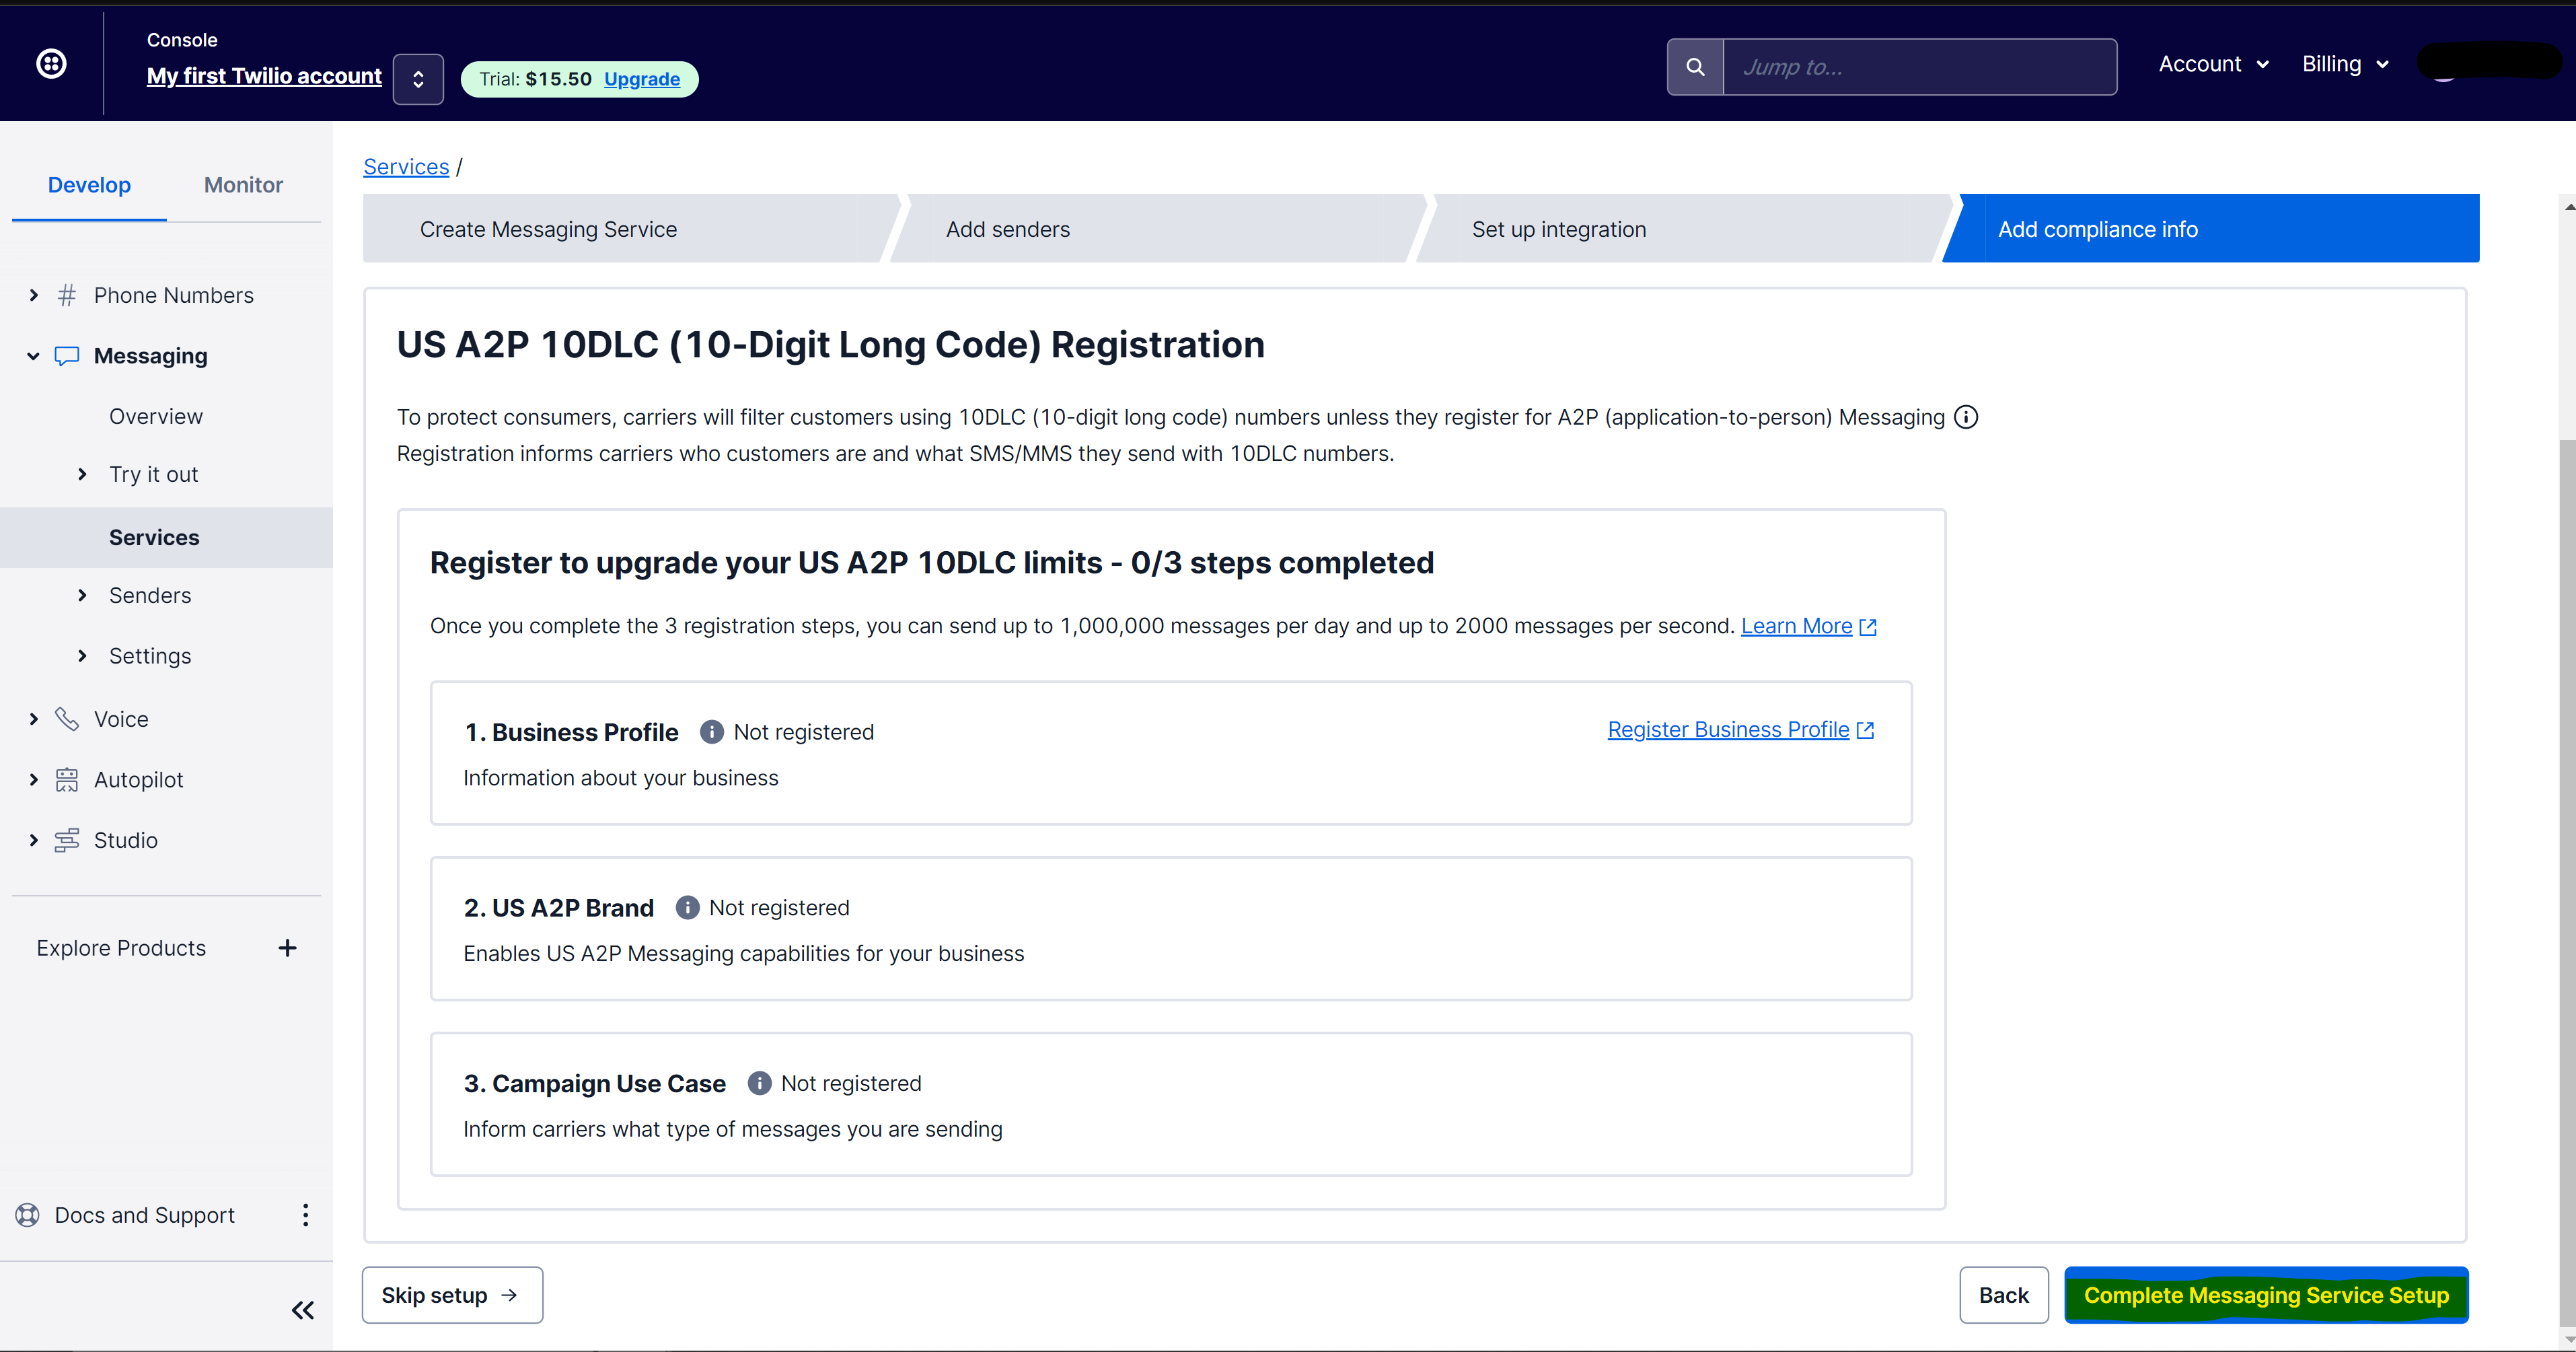 Console
My first Twilio account
Trial: $15.50 Upgrade
Jump to...
Account
Billing
Develop
Monitor
Phone Numbers
Messaging
Overview
Try it out
Services
Senders
Settings
Voice
Autopilot
Studio
Explore Products
Docs and Support
Services /
Create Messaging Service
Add senders
Set up integration
Add compliance info
US A2P 10DLC (10-Digit Long Code) Registration
To protect consumers, carriers will filter customers using 10DLC (10-digit long code) numbers unless they register for A2P (application-to-person) Messaging
Registration informs carriers who customers are and what SMS/MMS they send with 10DLC numbers.
Register to upgrade your US A2P 10DLC limits - 0/3 steps completed
Once you complete the 3 registration steps, you can send up to 1,000,000 messages per day and up to 2000 messages per second. Learn More
1. Business Profile Not registered
Register Business Profile
Information about your business
2. US A2P Brand Not registered
Enables US A2P Messaging capabilities for your business
3. Campaign Use Case Not registered
Inform carriers what type of messages you are sending
Skip setup
Back
Complete Messaging Service Setup